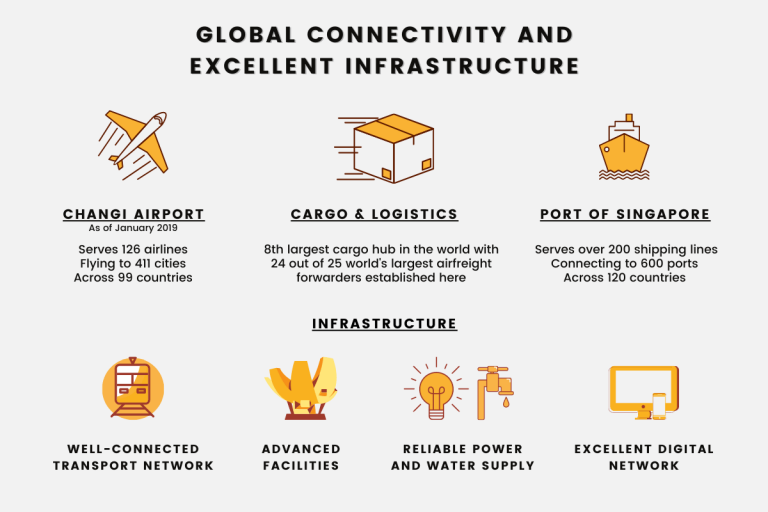 GLOBAL CONNECTIVITY AND
EXCELLENT INFRASTRUCTURE
CHANGI AIRPORT
As of January 2019
Serves 126 airlines
Flying to 411 cities
Across 99 countries
CARGO & LOGISTICS
8th largest cargo hub in the world with
24 out of 25 world's largest airfreight
forwarders established here
PORT OF SINGAPORE
Serves over 200 shipping lines
Connecting to 600 ports
Across 120 countries
INFRASTRUCTURE
WELL-CONNECTED
TRANSPORT NETWORK
ADVANCED
FACILITIES
RELIABLE POWER
AND WATER SUPPLY
EXCELLENT DIGITAL
NETWORK